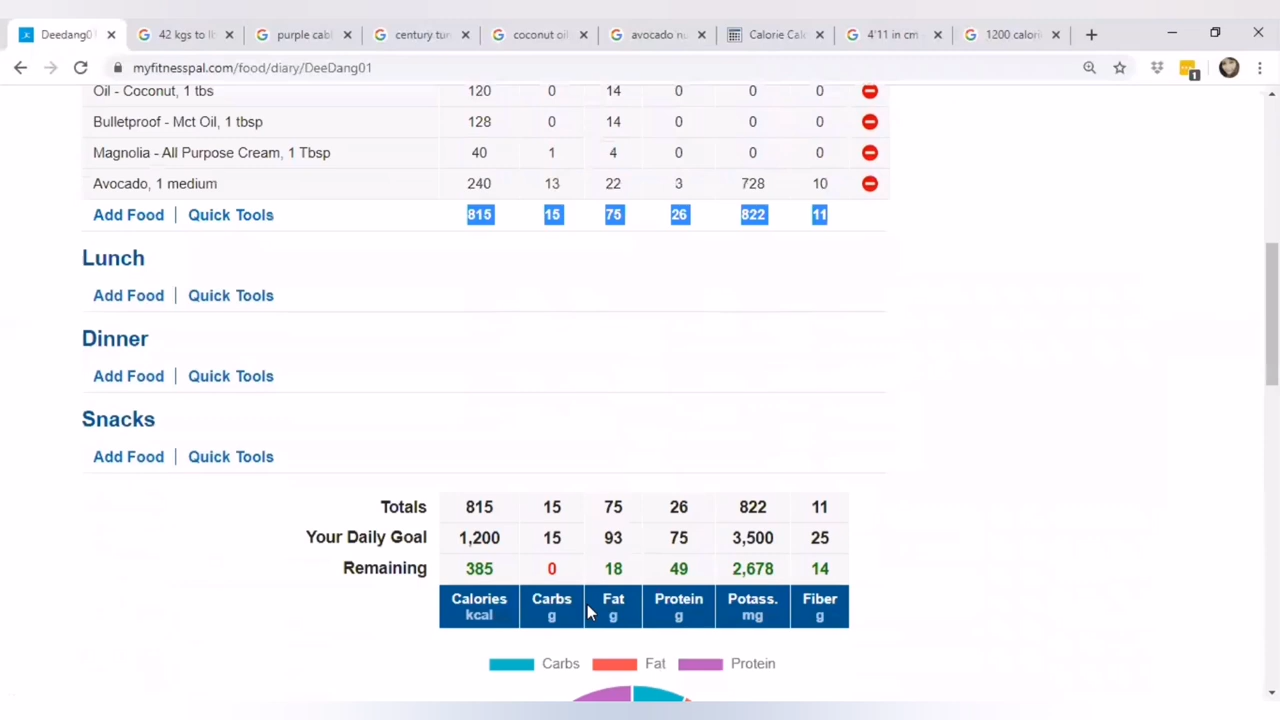 Deedang01
42 kgs to lb
purple cabl
century tun
coconut oil
avocado nu
Calorie Calc
4'11 in cm
1200 calori
myfitnesspal.com/food/diary/DeeDang01
1
Oil - Coconut, 1 tbs 120 0 14 0 0 0
Bulletproof - Mct Oil, 1 tbsp 128 0 14 0 0 0
Magnolia - All Purpose Cream, 1 Tbsp 40 1 4 0 0 0
Avocado, 1 medium 240 13 22 3 728 10
Add Food | Quick Tools 815 15 75 26 822 11
Lunch
Add Food | Quick Tools
Dinner
Add Food | Quick Tools
Snacks
Add Food | Quick Tools
Totals 815 15 75 26 822 11
Your Daily Goal 1,200 15 93 75 3,500 25
Remaining 385 0 18 49 2,678 14
Calories Carbs Fat Protein Potass. Fiber
kcal g g g mg g
Carbs Fat Protein